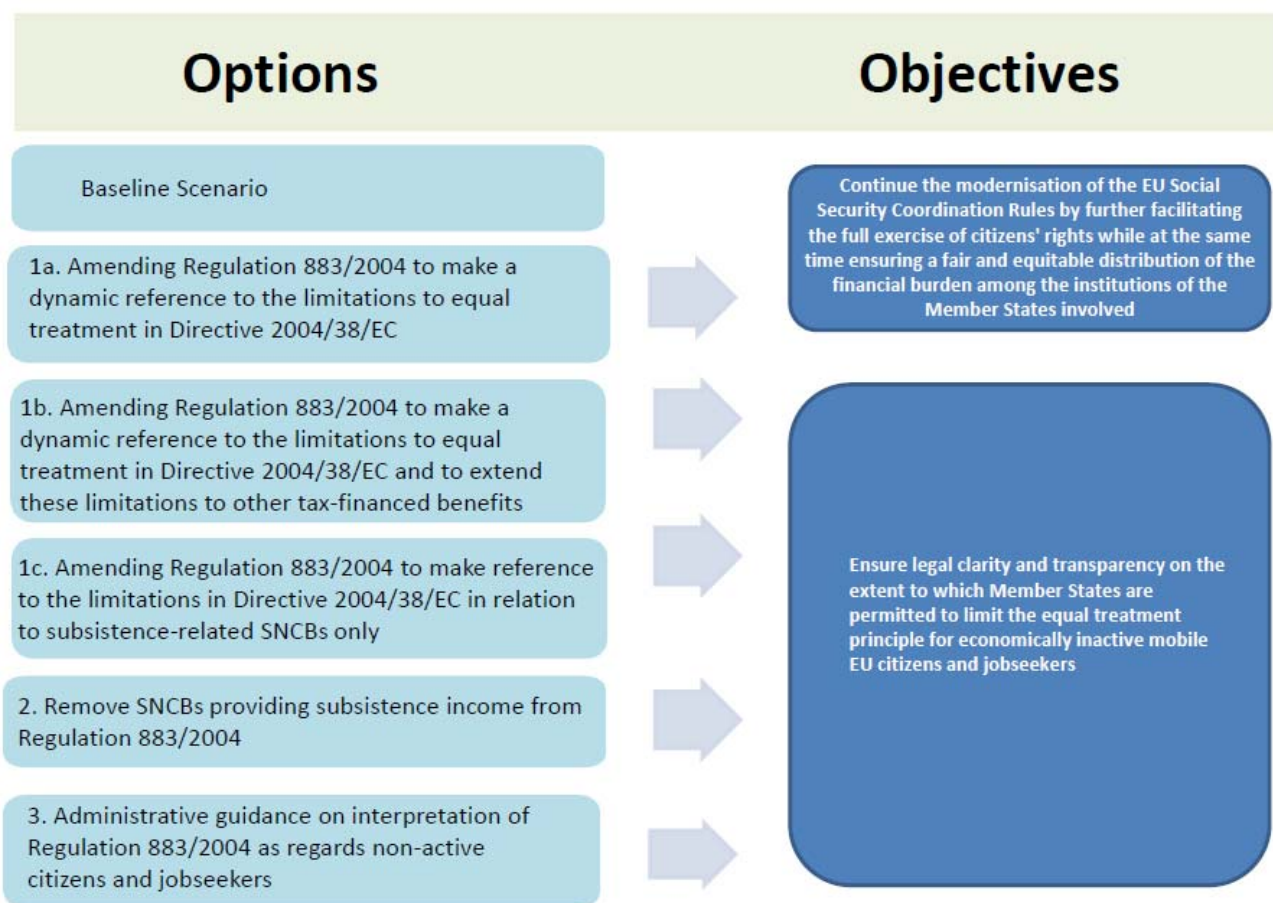 Options
Objectives
Baseline Scenario
1a. Amending Regulation 883/2004 to make a
dynamic reference to the limitations to equal
treatment in Directive 2004/38/EC
1b. Amending Regulation 883/2004 to make a
dynamic reference to the limitations to equal
treatment in Directive 2004/38/EC and to extend
these limitations to other tax-financed benefits
1c. Amending Regulation 883/2004 to make reference
to the limitations in Directive 2004/38/EC in relation
to subsistence-related SNCBs only
2. Remove SNCBs providing subsistence income from
Regulation 883/2004
3. Administrative guidance on interpretation of
Regulation 883/2004 as regards non-active
citizens and jobseekers
Continue the modernisation of the EU Social
Security Coordination Rules by further facilitating
the full exercise of citizens' rights while at the same
time ensuring a fair and equitable distribution of the
financial burden among the institutions of the
Member States involved
Ensure legal clarity and transparency on the
extent to which Member States are
permitted to limit the equal treatment
principle for economically inactive mobile
EU citizens and jobseekers